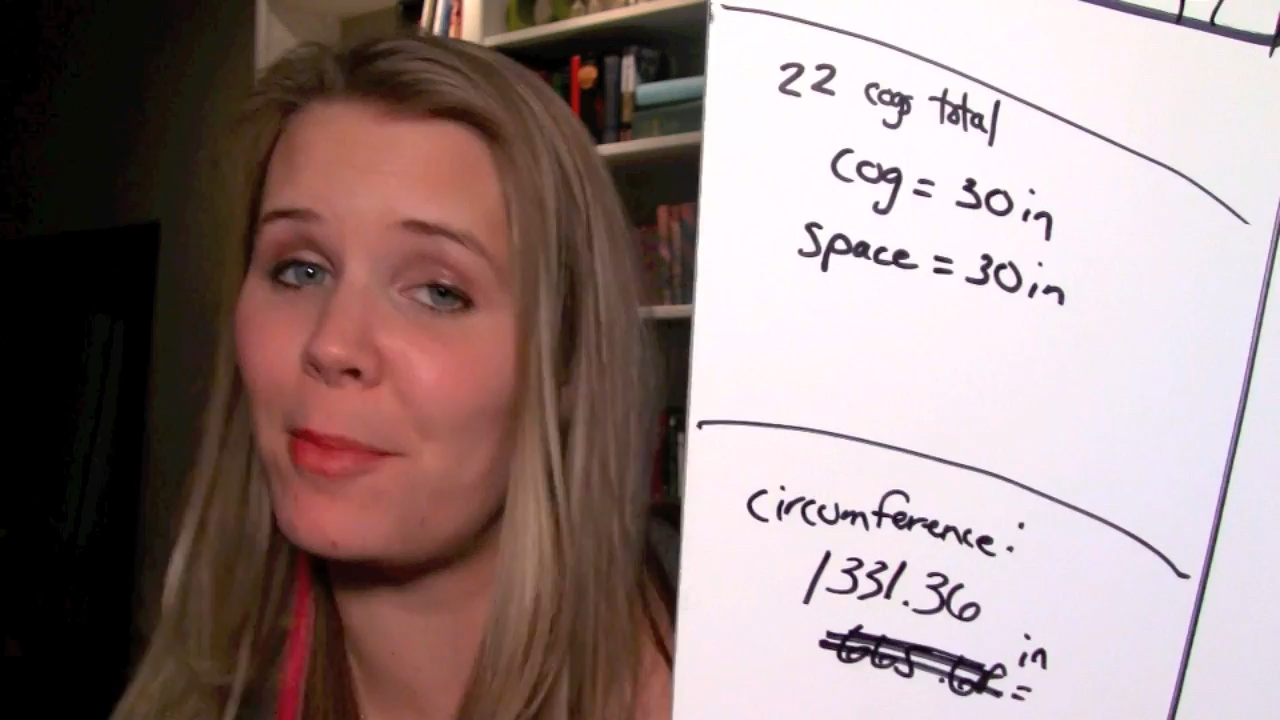 22 cogs total
cog = 30 in
space = 30 in
circumference:
1331.36
in
=